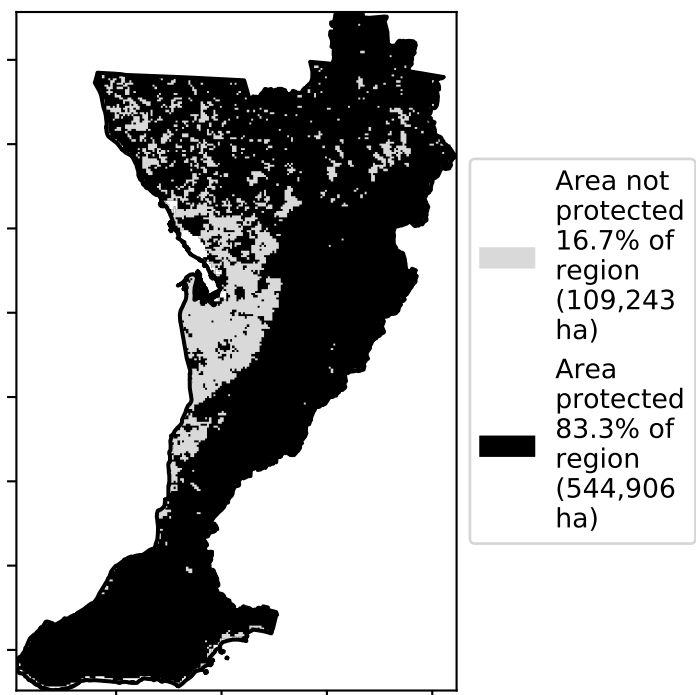 Area not
protected
16.7% of
region
(109,243
ha)
Area
protected
83.3% of
region
(544,906
ha)